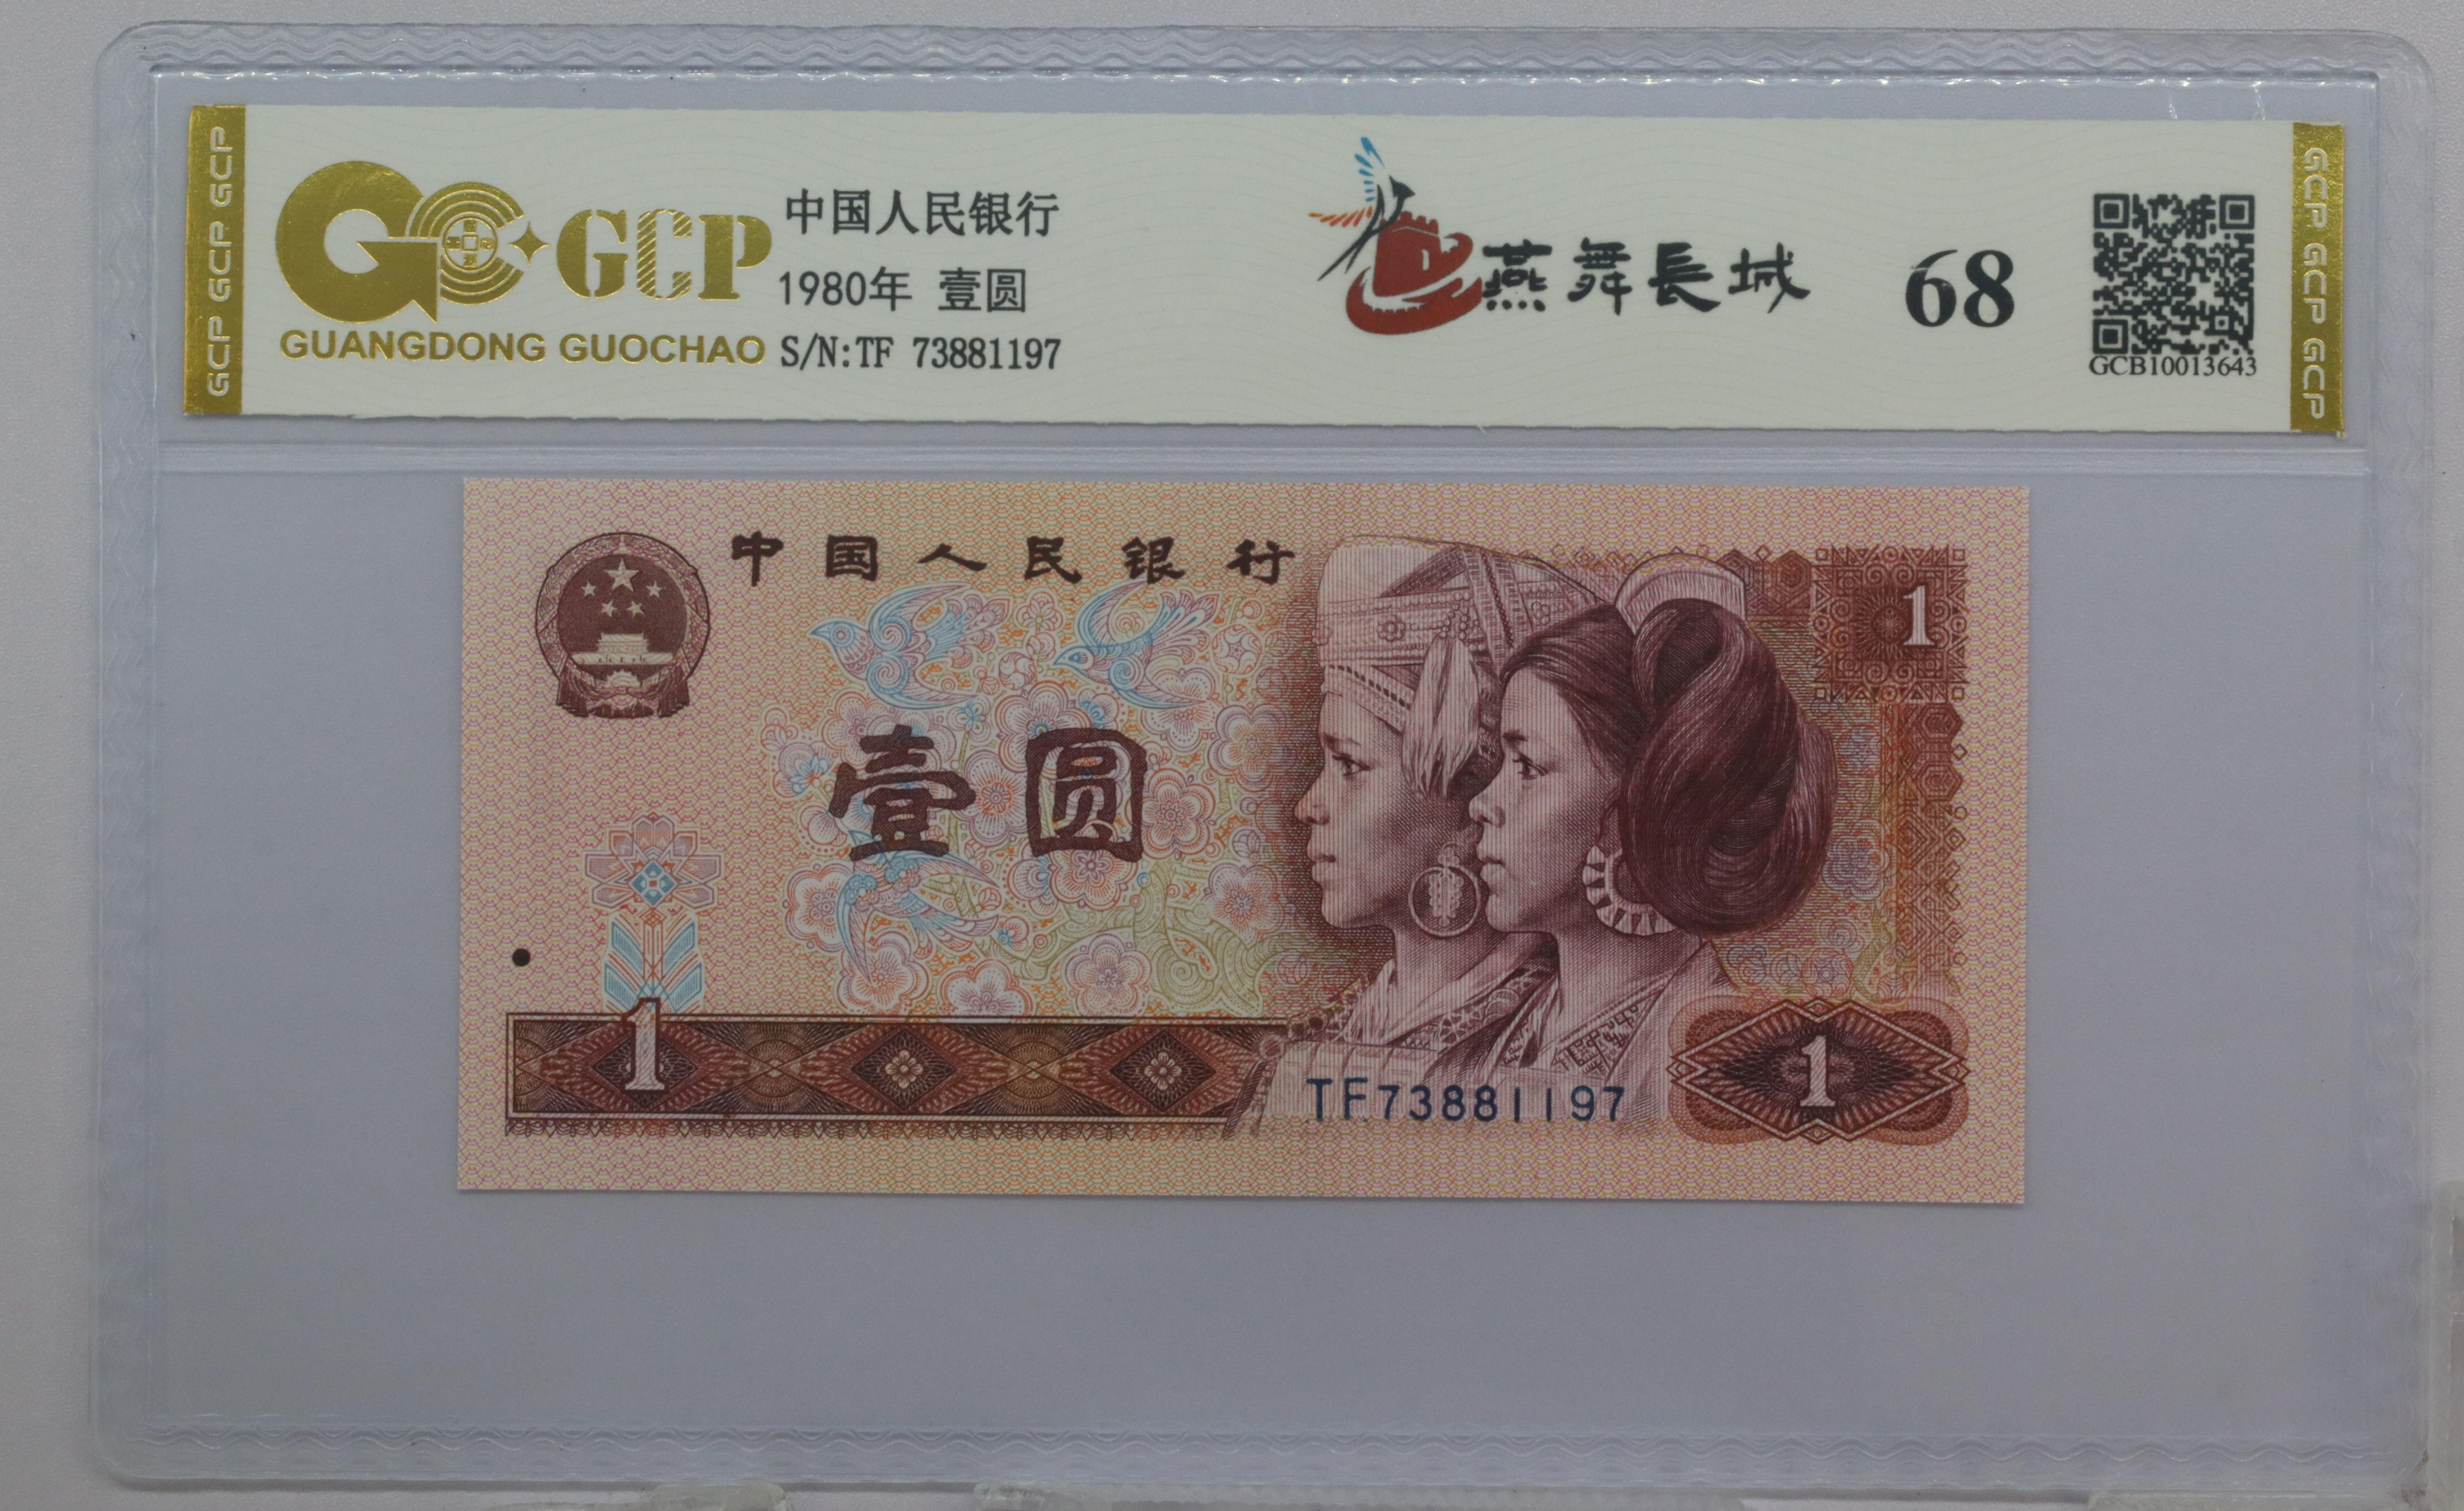 GCP GCP GCP
GCP
GUANGDONG GUOCHAO
中国人民银行
1980年 壹圆
S/N:TF 73881197
燕舞長城
68
GCB10013643
GCP GCP GCP
中国人民银行
1
壹圆
1
TF73881197
1